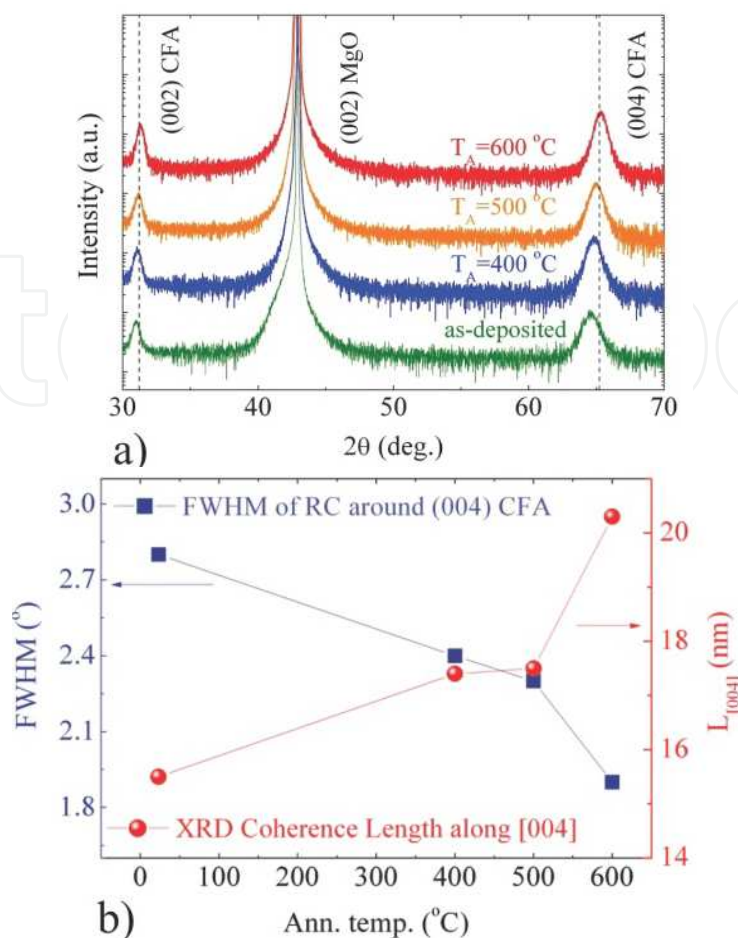 (002) CFA
(002) MgO
(004) CFA
T_A=600 °C
T_A=500 °C
T_A=400 °C
as-deposited
Intensity (a.u.)
30 40 50 60 70
2θ (deg.)
a)
FWHM of RC around (004) CFA
3.0
2.7
2.4
2.1
1.8
FWHM (°)
20
18
16
14
L[004] (nm)
XRD Coherence Length along [004]
0 100 200 300 400 500 600
Ann. temp. (°C)
b)